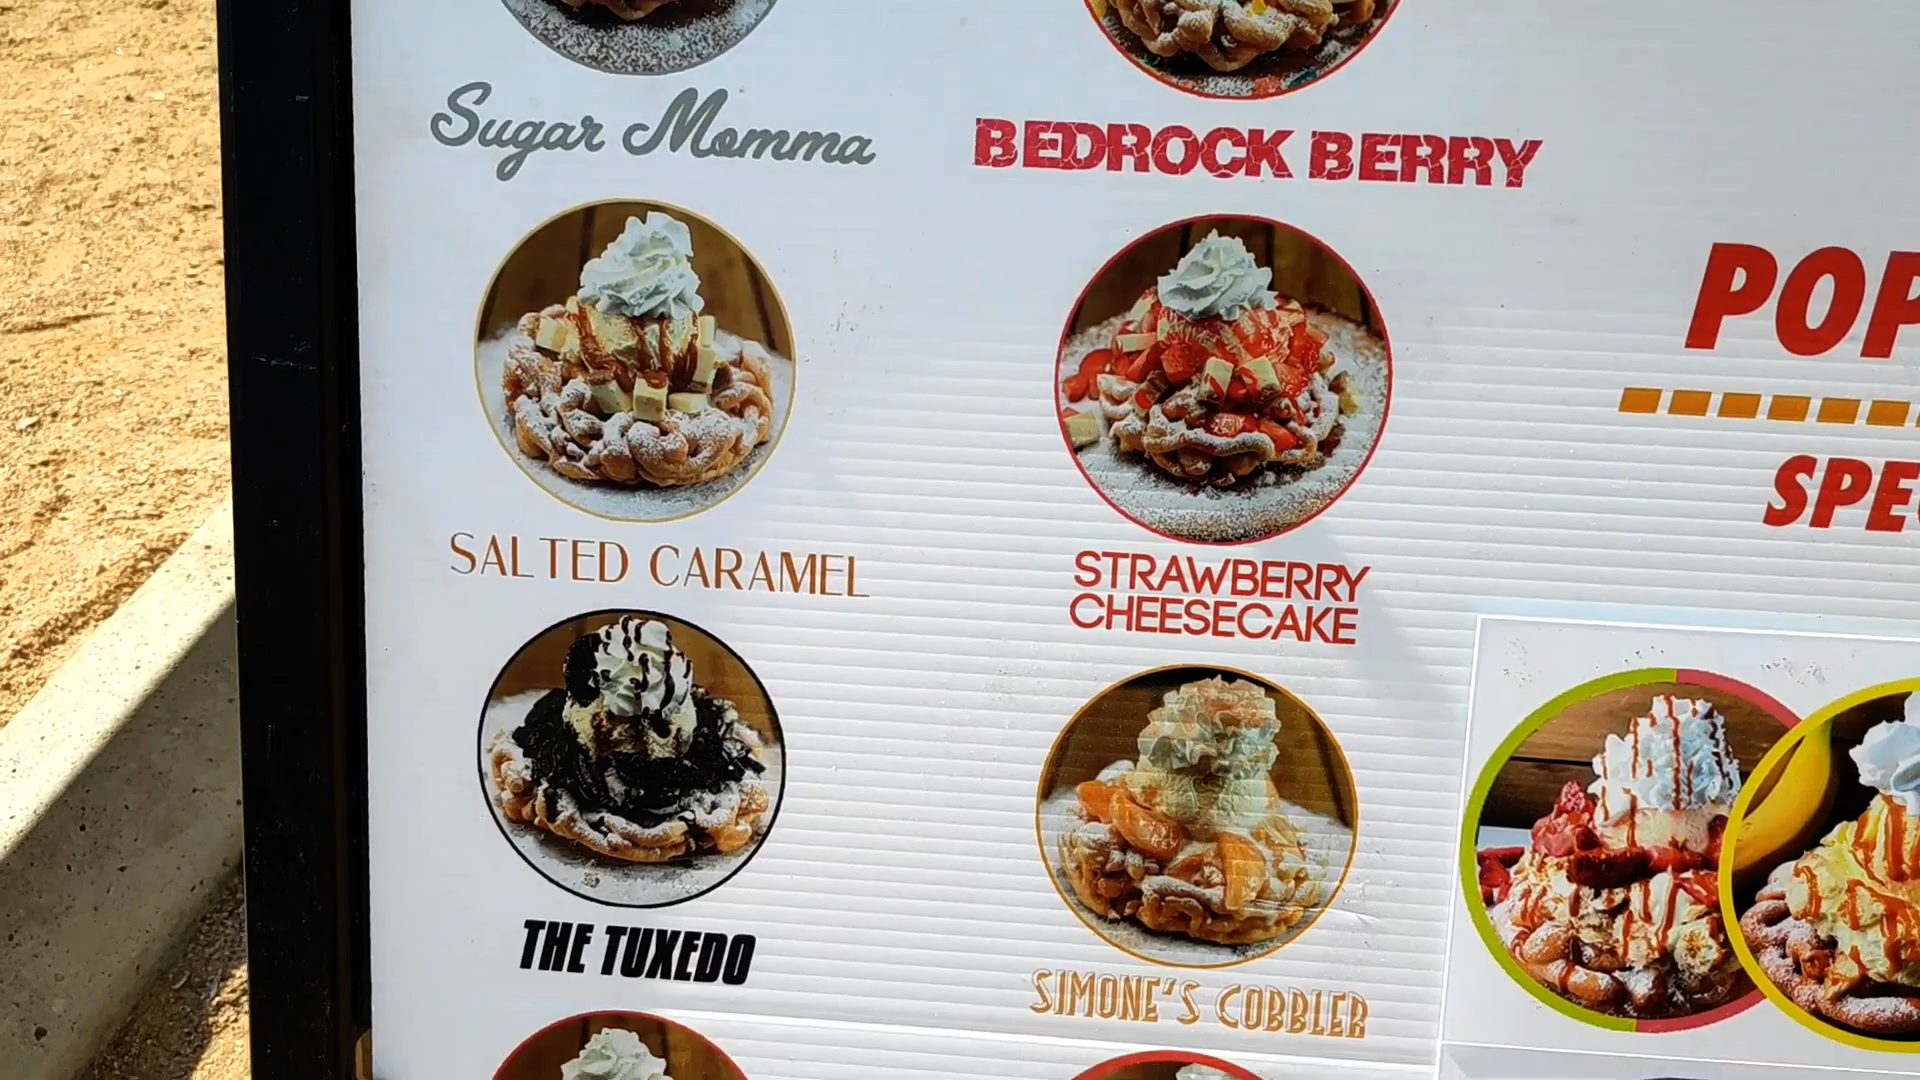 Sugar Momma
BEDROCK BERRY
SALTED CARAMEL
STRAWBERRY
CHEESECAKE
THE TUXEDO
SIMONE'S COBBLER